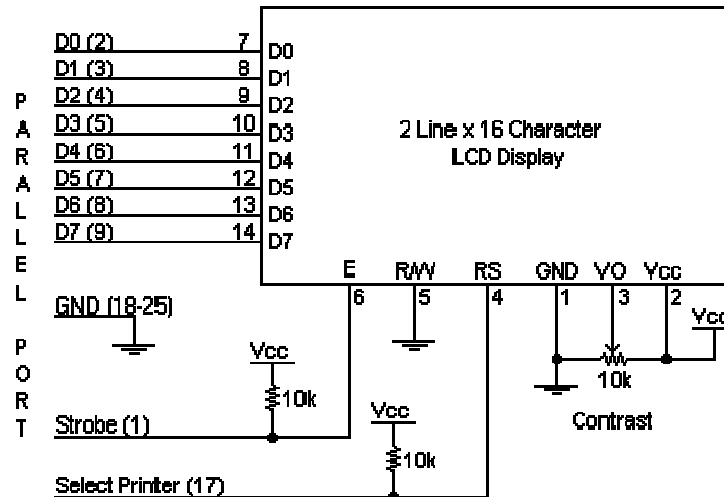 D0 (2) 7 D0
D1 (3) 8 D1
D2 (4) 9 D2
D3 (5) 10 D3
D4 (6) 11 D4
D5 (7) 12 D5
D6 (8) 13 D6
D7 (9) 14 D7
PARALLEL PORT
2 Line x 16 Character
LCD Display
E R/W RS GND VO Vcc
6 5 4 1 3 2
GND (18-25)
Vcc
10k
Contrast
Vcc
10k
Strobe (1)
Vcc
10k
Select Printer (17)